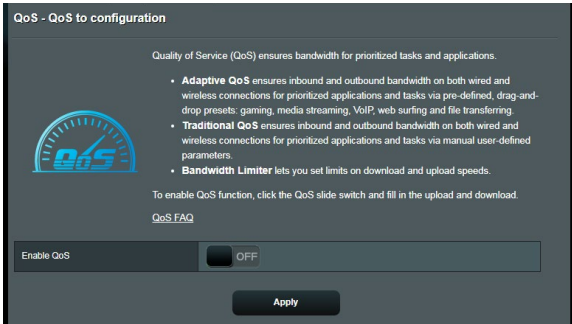 QoS - QoS to configuration
Quality of Service (QoS) ensures bandwidth for prioritized tasks and applications.
• Adaptive QoS ensures inbound and outbound bandwidth on both wired and
wireless connections for prioritized applications and tasks via pre-defined, drag-and-
drop presets: gaming, media streaming, VoIP, web surfing and file transferring.
• Traditional QoS ensures inbound and outbound bandwidth on both wired and
wireless connections for prioritized applications and tasks via manual user-defined
parameters.
• Bandwidth Limiter lets you set limits on download and upload speeds.
QoS
To enable QoS function, click the QoS slide switch and fill in the upload and download.
QoS FAQ
Enable QoS
OFF
Apply